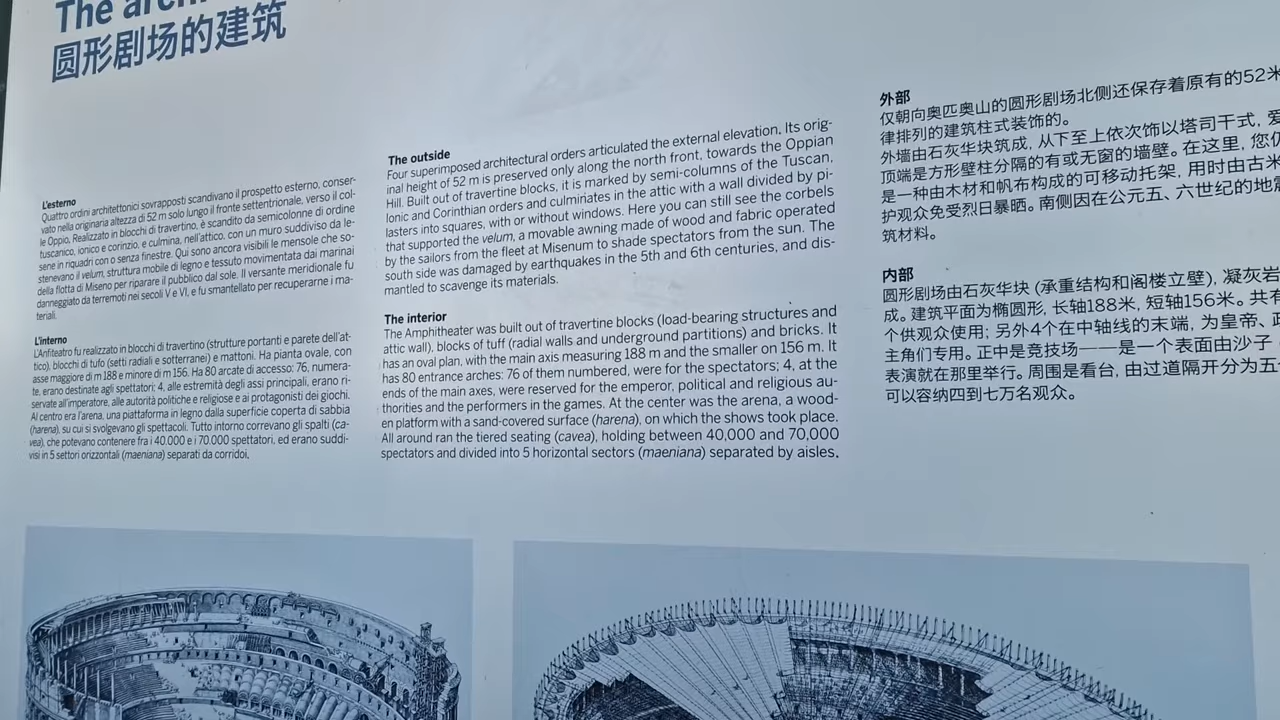 The
圆形剧场的建筑
L'esterno
Quattro ordini architettonici sovrapposti scandivano il prospetto esterno, conser-
vato nella originaria altezza di 52 m solo lungo il fronte settentrionale, verso il col-
le Oppio. Realizzato in blocchi di travertino, è scandito da semicolonne di ordine
tuscanico, ionico e corinzio, e culmina, nell'attico, con un muro suddiviso da le-
sene in riquadri con o senza finestre. Qui sono ancora visibili le mensole che so-
stenevano il velum, struttura mobile di legno e tessuto movimentata dai marinai
della flotta di Miseno per riparare il pubblico dal sole. Il versante meridionale fu
danneggiato da terremoti nei secoli V e VI, e fu smantellato per recuperarne i ma-
teriali.
L'interno
L'Anfiteatro fu realizzato in blocchi di travertino (strutture portanti e parete dell'at-
tico), blocchi di tufo (setti radiali e sotterranei) e mattoni. Ha pianta ovale, con
asse maggiore di m 188 e minore di m 156. Ha 80 arcate di accesso: 76, numera-
te, erano destinate agli spettatori; 4, alle estremità degli assi principali, erano ri-
servate all'imperatore, alle autorità politiche e religiose e ai protagonisti dei giochi.
Al centro era l'arena, una piattaforma in legno dalla superficie coperta di sabbia
(harena), su cui si svolgevano gli spettacoli. Tutto intorno correvano gli spalti (ca-
vea), che potevano contenere fra i 40.000 e i 70.000 spettatori, ed erano suddi-
visi in 5 settori orizzontali (maeniana) separati da corridoi.
The outside
Four superimposed architectural orders articulated the external elevation. Its orig-
inal height of 52 m is preserved only along the north front, towards the Oppian
Hill. Built out of travertine blocks, it is marked by semi-columns of the Tuscan,
Ionic and Corinthian orders and culminates in the attic with a wall divided by pi-
lasters into squares, with or without windows. Here you can still see the corbels
that supported the velum, a movable awning made of wood and fabric operated
by the sailors from the fleet at Misenum to shade spectators from the sun. The
south side was damaged by earthquakes in the 5th and 6th centuries, and dis-
mantled to scavenge its materials.
The interior
The Amphitheater was built out of travertine blocks (load-bearing structures and
attic wall), blocks of tuff (radial walls and underground partitions) and bricks. It
has an oval plan, with the main axis measuring 188 m and the smaller on 156 m. It
has 80 entrance arches: 76 of them numbered, were for the spectators; 4, at the
ends of the main axes, were reserved for the emperor, political and religious au-
thorities and the performers in the games. At the center was the arena, a wood-
en platform with a sand-covered surface (harena), on which the shows took place.
All around ran the tiered seating (cavea), holding between 40,000 and 70,000
spectators and divided into 5 horizontal sectors (maeniana) separated by aisles.
外部
仅朝向奥匹奥山的圆形剧场北侧还保存着原有的52米
律排列的建筑柱式装饰的。
外墙由石灰华块筑成, 从下至上依次饰以塔司干式, 爱
顶端是方形壁柱分隔的有或无窗的墙壁。在这里, 您仍
是一种由木材和帆布构成的可移动托架, 用时由古米
护观众免受烈日暴晒。南侧因在公元五、六世纪的地震
筑材料。
内部
圆形剧场由石灰华块 (承重结构和阁楼立壁), 凝灰岩
成。建筑平面为椭圆形, 长轴188米, 短轴156米。共有
个供观众使用; 另外4个在中轴线的末端, 为皇帝、政
主角们专用。正中是竞技场——是一个表面由沙子
表演就在那里举行。周围是看台, 由过道隔开分为五
可以容纳四到七万名观众。